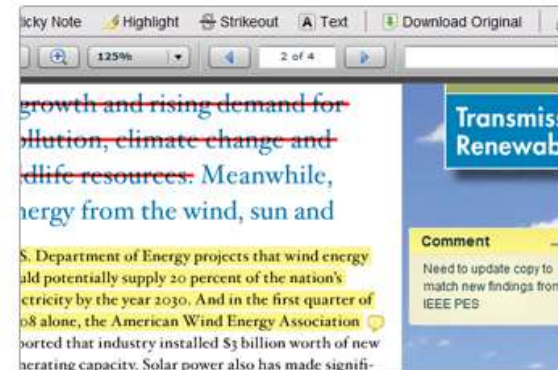 icky Note Highlight Strikeout A Text Download Original
125% 2 of 4
growth and rising demand for
ollution, climate change and
dlife resources. Meanwhile,
nergy from the wind, sun and
S. Department of Energy projects that wind energy
uld potentially supply 20 percent of the nation's
ctricity by the year 2030. And in the first quarter of
08 alone, the American Wind Energy Association
ported that industry installed $3 billion worth of new
nerating capacity. Solar power also has made signifi-
Transmiss
Renewab
Comment
Need to update copy to
match new findings from
IEEE PES